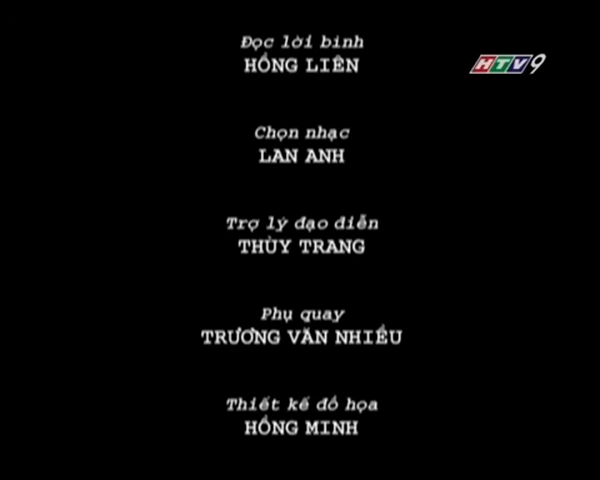 Đọc lời bình
HỒNG LIÊN
HTV9
Chọn nhạc
LAN ANH
Trợ lý đạo diễn
THÙY TRANG
Phụ quay
TRƯƠNG VĂN NHIỀU
Thiết kế đồ họa
HỒNG MINH